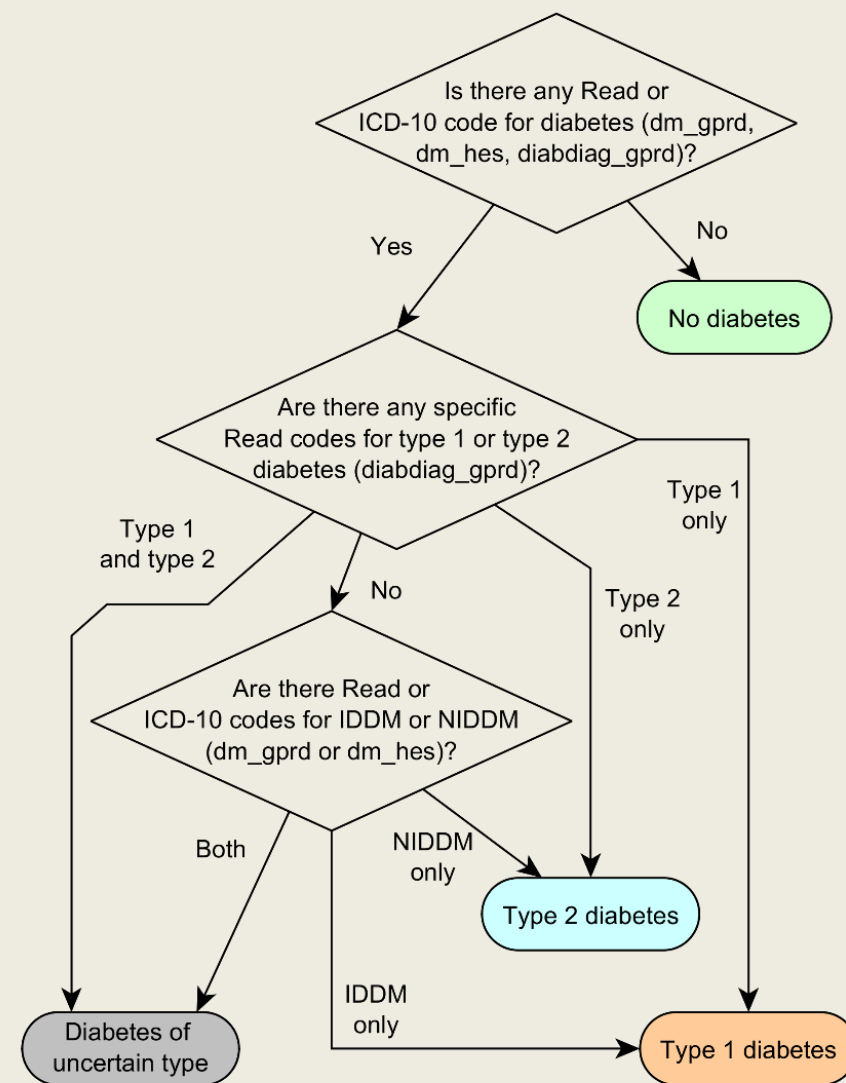 Is there any Read or
ICD-10 code for diabetes (dm_gprd,
dm_hes, diabdiag_gprd)?
Yes
No
No diabetes
Are there any specific
Read codes for type 1 or type 2
diabetes (diabdiag_gprd)?
Type 1
only
Type 1
and type 2
No
Type 2
only
Are there Read or
ICD-10 codes for IDDM or NIDDM
(dm_gprd or dm_hes)?
Both
NIDDM
only
Type 2 diabetes
IDDM
only
Diabetes of
uncertain type
Type 1 diabetes